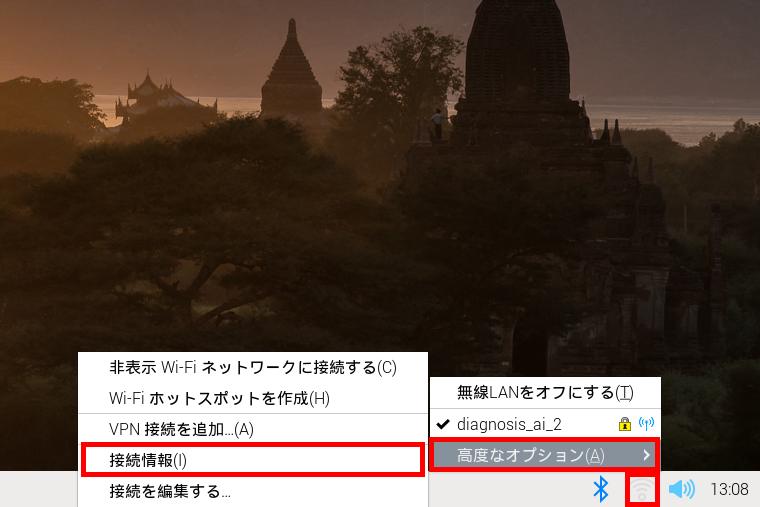 非表示 Wi-Fi ネットワークに接続する(C)
Wi-Fi ホットスポットを作成(H)
VPN 接続を追加...(A)
接続情報(I)
接続を編集する...
無線LANをオフにする(T)
diagnosis_ai_2
高度なオプション(A)
13:08